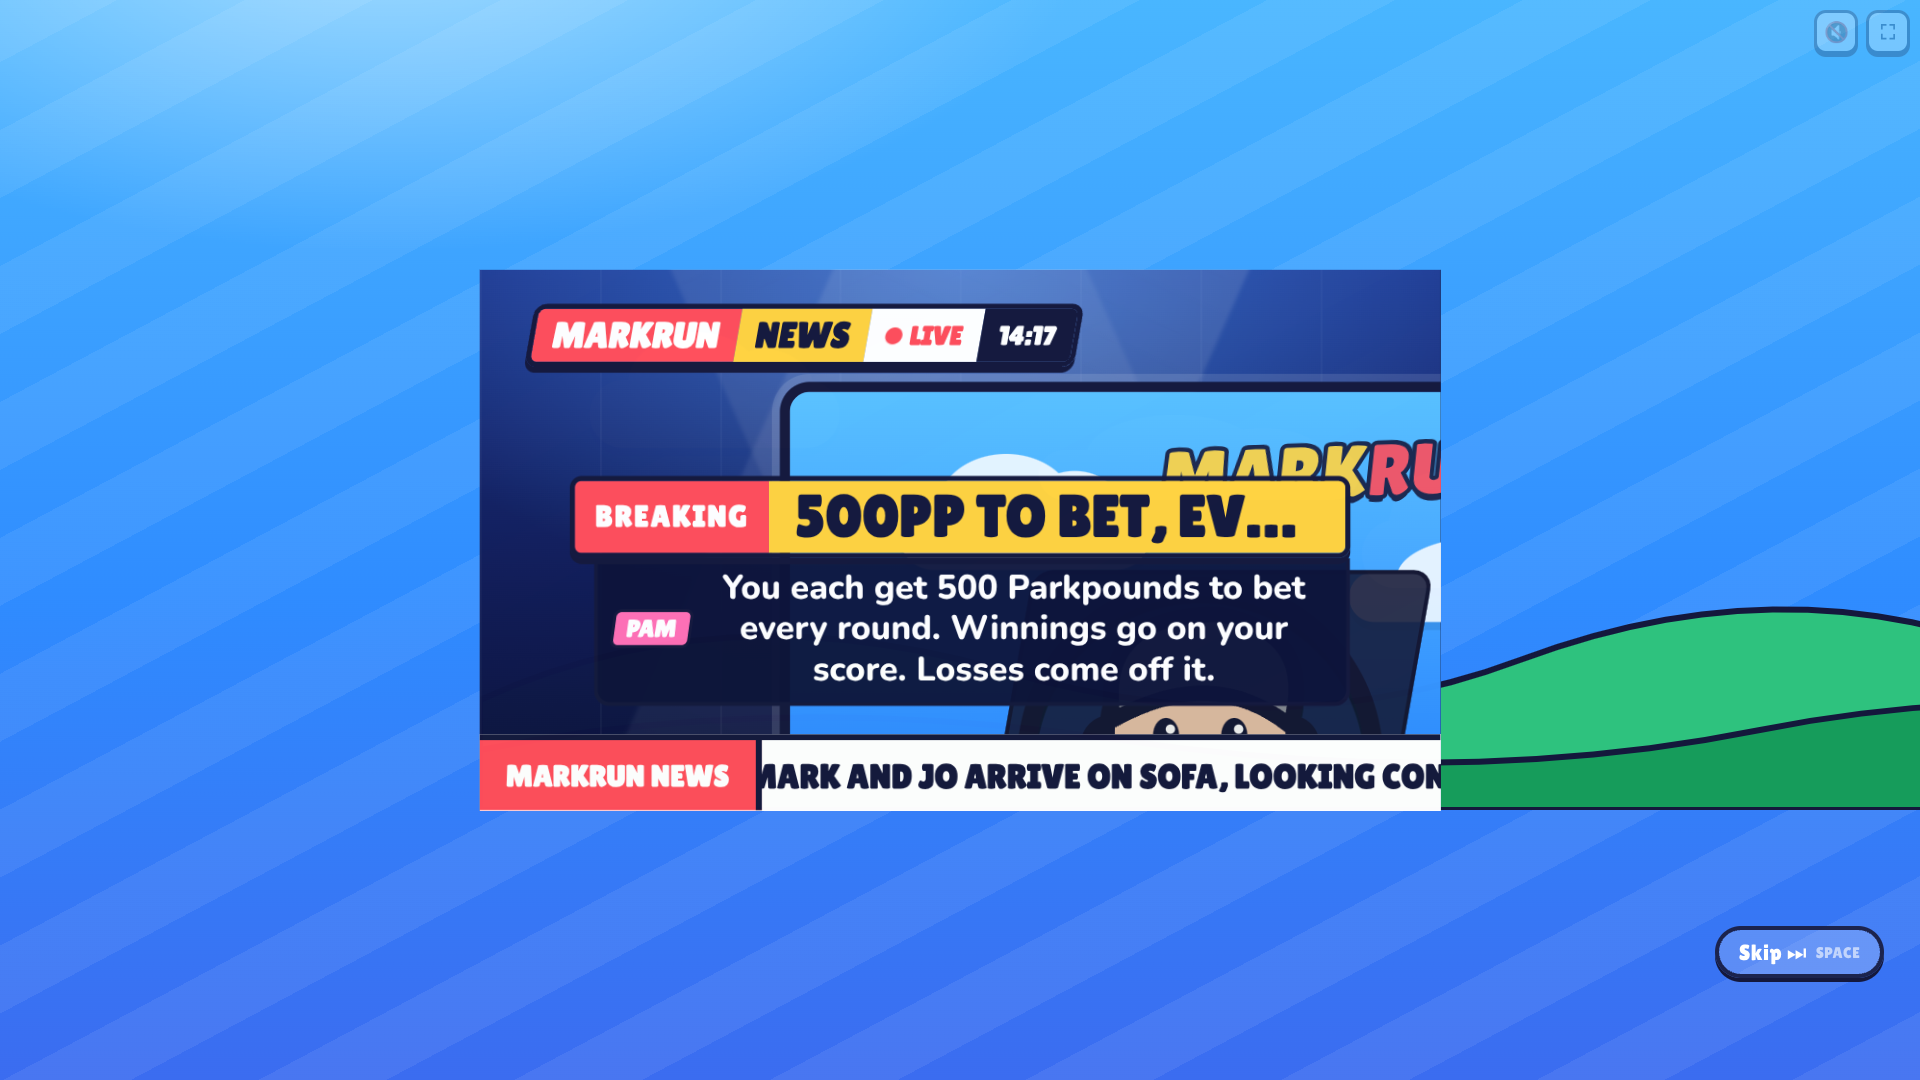 MARKRUN NEWS LIVE 14:17
MARKRU
BREAKING 500PP TO BET, EV...
You each get 500 Parkpounds to bet
PAM every round. Winnings go on your
score. Losses come off it.
MARKRUN NEWS MARK AND JO ARRIVE ON SOFA, LOOKING CON
Skip SPACE